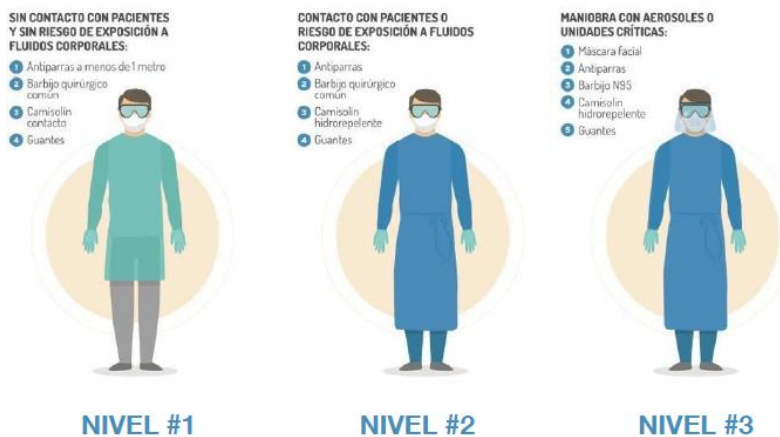 SIN CONTACTO CON PACIENTES
Y SIN RIESGO DE EXPOSICIÓN A
FLUIDOS CORPORALES:
1 Antiparras a menos de 1 metro
2 Barbijo quirúrgico
común
3 Camisolín
contacto
4 Guantes
NIVEL #1
CONTACTO CON PACIENTES O
RIESGO DE EXPOSICIÓN A FLUIDOS
CORPORALES:
1 Antiparras
2 Barbijo quirúrgico
común
3 Camisolín
hidrorepelente
4 Guantes
NIVEL #2
MANIOBRA CON AEROSOLES O
UNIDADES CRÍTICAS:
1 Máscara facial
2 Antiparras
3 Barbijo N95
4 Camisolín
hidrorepelente
5 Guantes
NIVEL #3